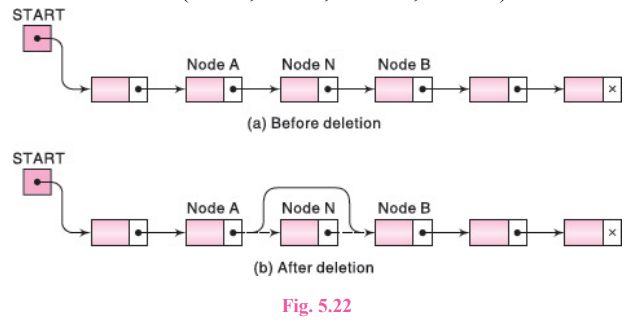 START
Node A Node N Node B
×
(a) Before deletion
START
Node A Node N Node B
×
(b) After deletion
Fig. 5.22